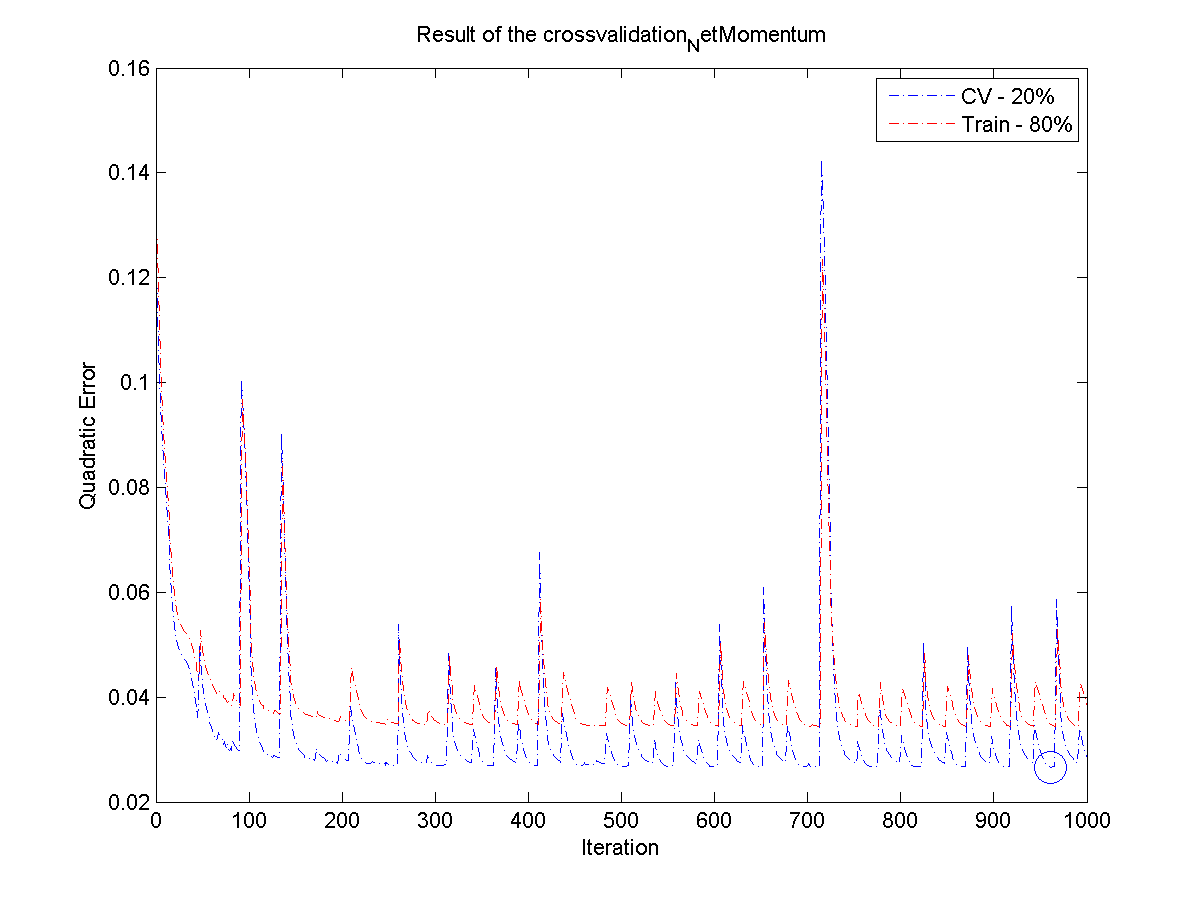 Result of the crossvalidation_NetMomentum
0.16
CV - 20%
Train - 80%
0.14
0.12
0.1
Quadratic Error
0.08
0.06
0.04
0.02
0 100 200 300 400 500 600 700 800 900 1000
Iteration